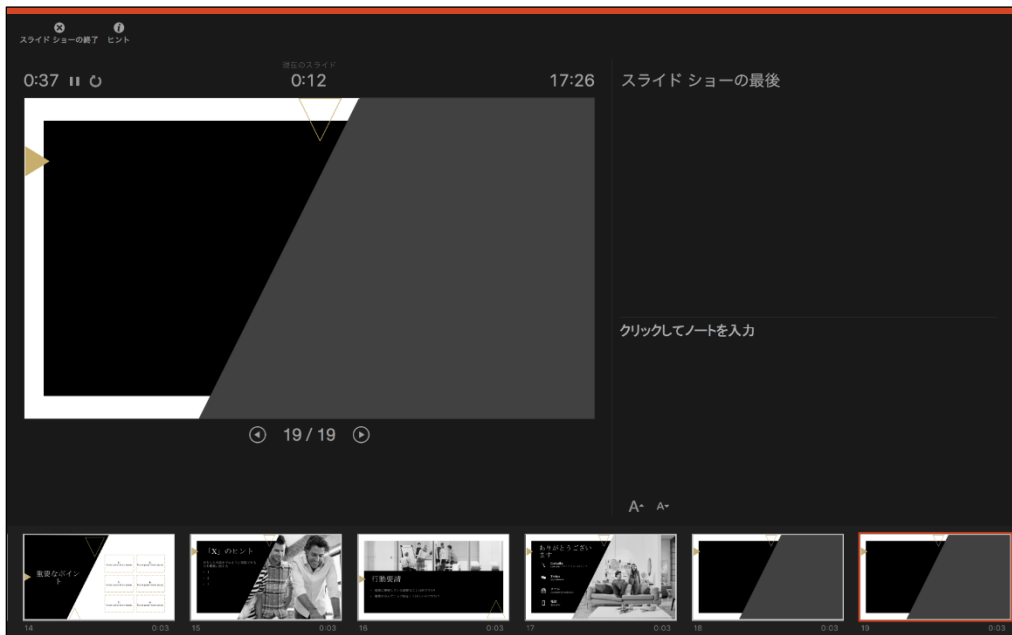 スライド ショーの終了 ヒント
現在のスライド
0:37 0:12 17:26
スライド ショーの最後
クリックしてノートを入力
19 / 19
A A
重要なポイン
ト
14 0:03
「X」のヒント
15 0:03
行動要請
16 0:03
ありがとうござい
ます
17 0:03
18 0:03
19 0:03